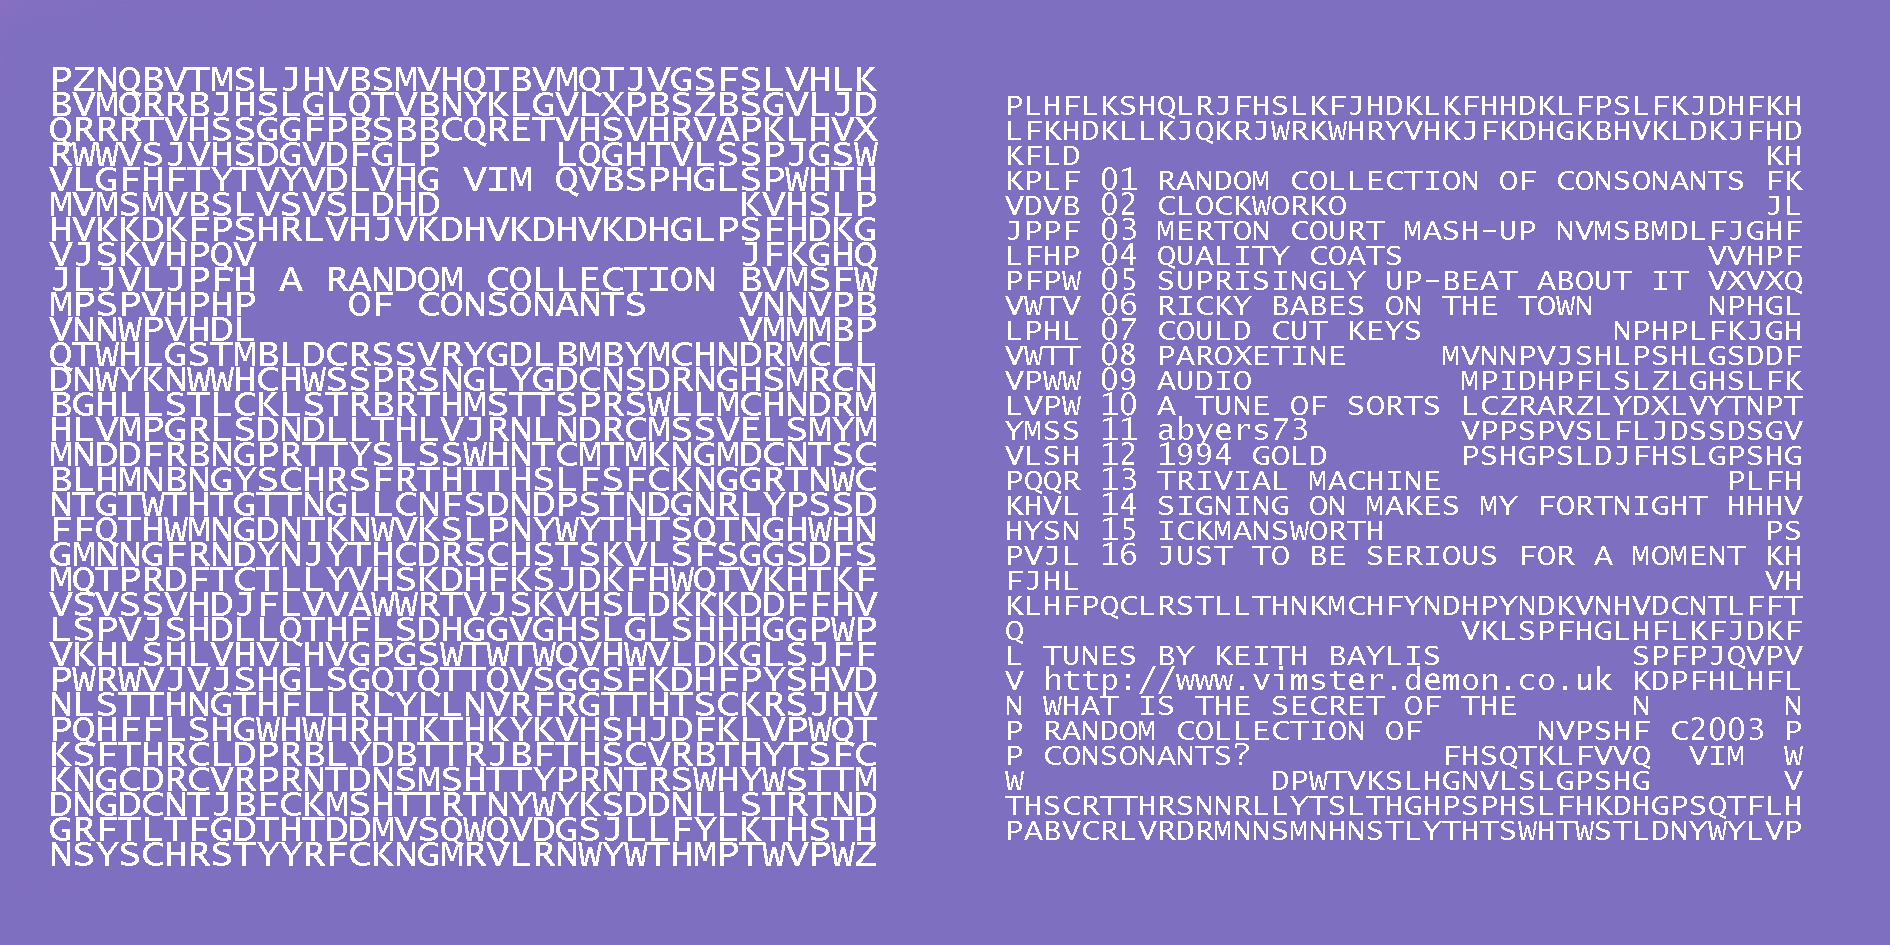 PZNQBVTMSLJHVBSMVHQTBVMQTJVGSFSLVHLK
BVMQRRBJHSLGLQTVBNYKLGVLXPBSZBSGVLJD
QRRRTVHSSGGFPBSBBCQRETVHSVHRVAPKLHVX
RWWVSJVHSDGVDFGLP LQGHTVLSSPJGSW
VLGFHFTYTVYVDLVHG VIM QVBSPHGLSPWHTH
MVMSMVBSLVSVSLDHD KVHSLP
HVKKDKFPSHRLVHJVKDHVKDHVKDHGLPSFHDKG
VJSKVHPQV JFKGHQ
JLJVLJPFH A RANDOM COLLECTION BVMSFW
MPSPVHPHP OF CONSONANTS VNNVPB
VNNWPVHDL VMMMBP
QTWHLGSTMBLDCRSSVRYGDLBMBYMCHNDRMCLL
DNWYKNWWHCHWSSPRSNGLYGDCNSDRNGHSMRCN
BGHLLSTLCKLSTRBRTHMSTTSPRSWLLMCHNDRM
HLVMPGRLSDNDLLTHLVJRNLNDRCMSSVELSMYM
MNDDFRBNGPRTTYSLSSWHNTCMTMKNGMDCNTSC
BLHMNBNGYSCHRSFRTHTTHSLFSFCKNGGRTNWC
NTGTWTHTGTTNGLLCNFSDNDPSTNDGNRLYPSSD
FFQTHWMNGDNTKNWVKSLPNYWYTHTSQTNGHWHN
GMNNGFRNDYNJYTHCDRSCHSTSKVLSFSGGSDFS
MQTPRDFTCTLLYVHSKDHFKSJDKFHWQTVKHTKF
VSVSSVHDJFLVVAWWRTVJSKVHSLDKKKDDFFHV
LSPVJSHDLLQTHFLSDHGGVGHSLGLSHHHGGPWP
VKHLSHLVHVLHVGPGSWTWTWQVHWVLDKGLSJFF
PWRWVJVJSHGLSGQTQTTQVSGGSFKDHFPYSHVD
NLSTTHNGTHFLLRLYLLNVRFRGTTHTSCKRSJHV
PQHFFLSHGWHWHRHTKTHKYKVHSHJDFKLVPWQT
KSFTHRCLDPRBLYDBTTRJBFTHSCVRBTHYTSFC
KNGCDRCVRPRNTDNSMSHTTYPRNTRSWHYWSTTM
DNGDCNTJBFCKMSHTTRTNYWYKSDDNLLSTRTND
GRFTLTFGDTHTDDMVSQWQVDGSJLLFYLKTHSTH
NSYSCHRSTYYRFCKNGMRVLRNWYWTHMPTWVPWZ
PLHFLKSHQLRJFHSLKFJHDKLKFHHDKLFPSLFKJDHFKH
LFKHDKLLKJQKRJWRKWHRYVHKJFKDHGKBHVKLDKJFHD
KFLD KH
KPLF 01 RANDOM COLLECTION OF CONSONANTS FK
VDVB 02 CLOCKWORKO JL
JPPF 03 MERTON COURT MASH-UP NVMSBMDLFJGHF
LFHP 04 QUALITY COATS VVHPF
PFPW 05 SUPRISINGLY UP-BEAT ABOUT IT VXVXQ
VWTV 06 RICKY BABES ON THE TOWN NPHGL
LPHL 07 COULD CUT KEYS NPHPLFKJGH
VWTT 08 PAROXETINE MVNNPVJSHLPSHLGSDDF
VPWW 09 AUDIO MPIDHPFLSLZLGHSLFK
LVPW 10 A TUNE OF SORTS LCZRARZLYDXLVYTNPT
YMSS 11 abyers73 VPPSPVSLFLJDSSDSGV
VLSH 12 1994 GOLD PSHGPSLDJFHSLGPSHG
PQQR 13 TRIVIAL MACHINE PLFH
KHVL 14 SIGNING ON MAKES MY FORTNIGHT HHHV
HYSN 15 ICKMANSWORTH PS
PVJL 16 JUST TO BE SERIOUS FOR A MOMENT KH
FJHL VH
KLHFPQCLRSTLLTHNKMCHFYNDHPYNDKVNHVDCNTLFFT
Q VKLSPFHGLHFLKFJDKF
L TUNES BY KEITH BAYLIS SPFPJQVPV
V http://www.vimster.demon.co.uk KDPFHLHFL
N WHAT IS THE SECRET OF THE N N
P RANDOM COLLECTION OF NVPSHF C2003 P
P CONSONANTS? FHSQTKLFVVQ VIM W
W DPWTVKSLHGNVLSLGPSHG V
THSCRTTHRSNNRLLYTSLTHGHPSPHSLFHKDHGPSQTFLH
PABVCRLVRDRMNNSMNHNSTLYTHTSWHTWSTLDNYWYLVP